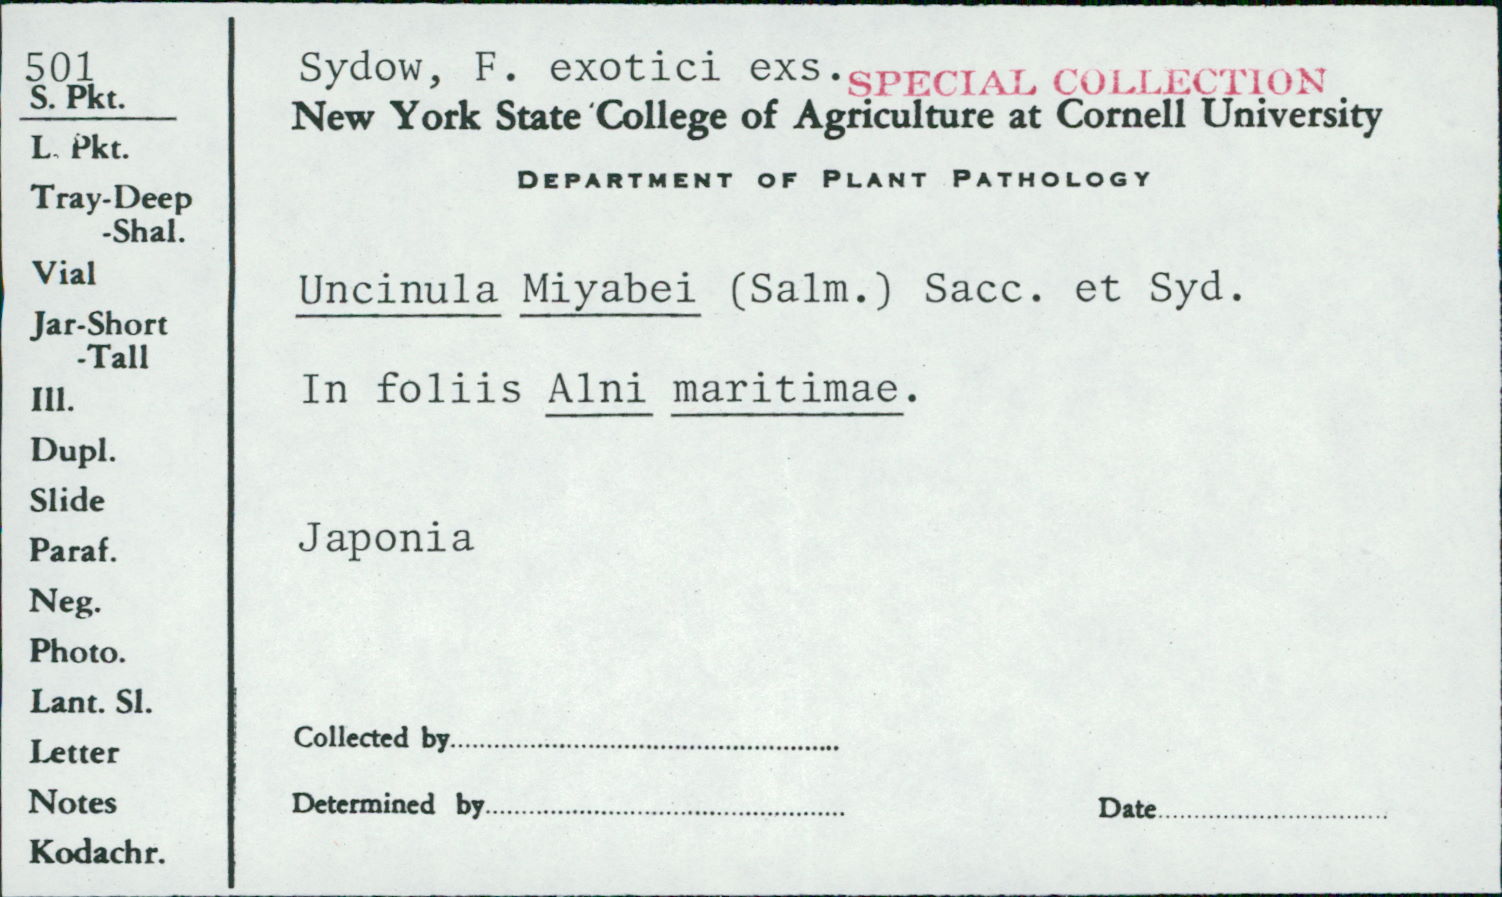 501
S. Pkt.
L. Pkt.
Tray-Deep
-Shal.
Vial
Jar-Short
-Tall
Ill.
Dupl.
Slide
Paraf.
Neg.
Photo.
Lant. Sl.
Letter
Notes
Kodachr.
Sydow, F. exotici exs. SPECIAL COLLECTION
New York State College of Agriculture at Cornell University
DEPARTMENT OF PLANT PATHOLOGY
Uncinula Miyabei (Salm.) Sacc. et Syd.
In foliis Alni maritimae.
Japonia
Collected by
Determined by Date